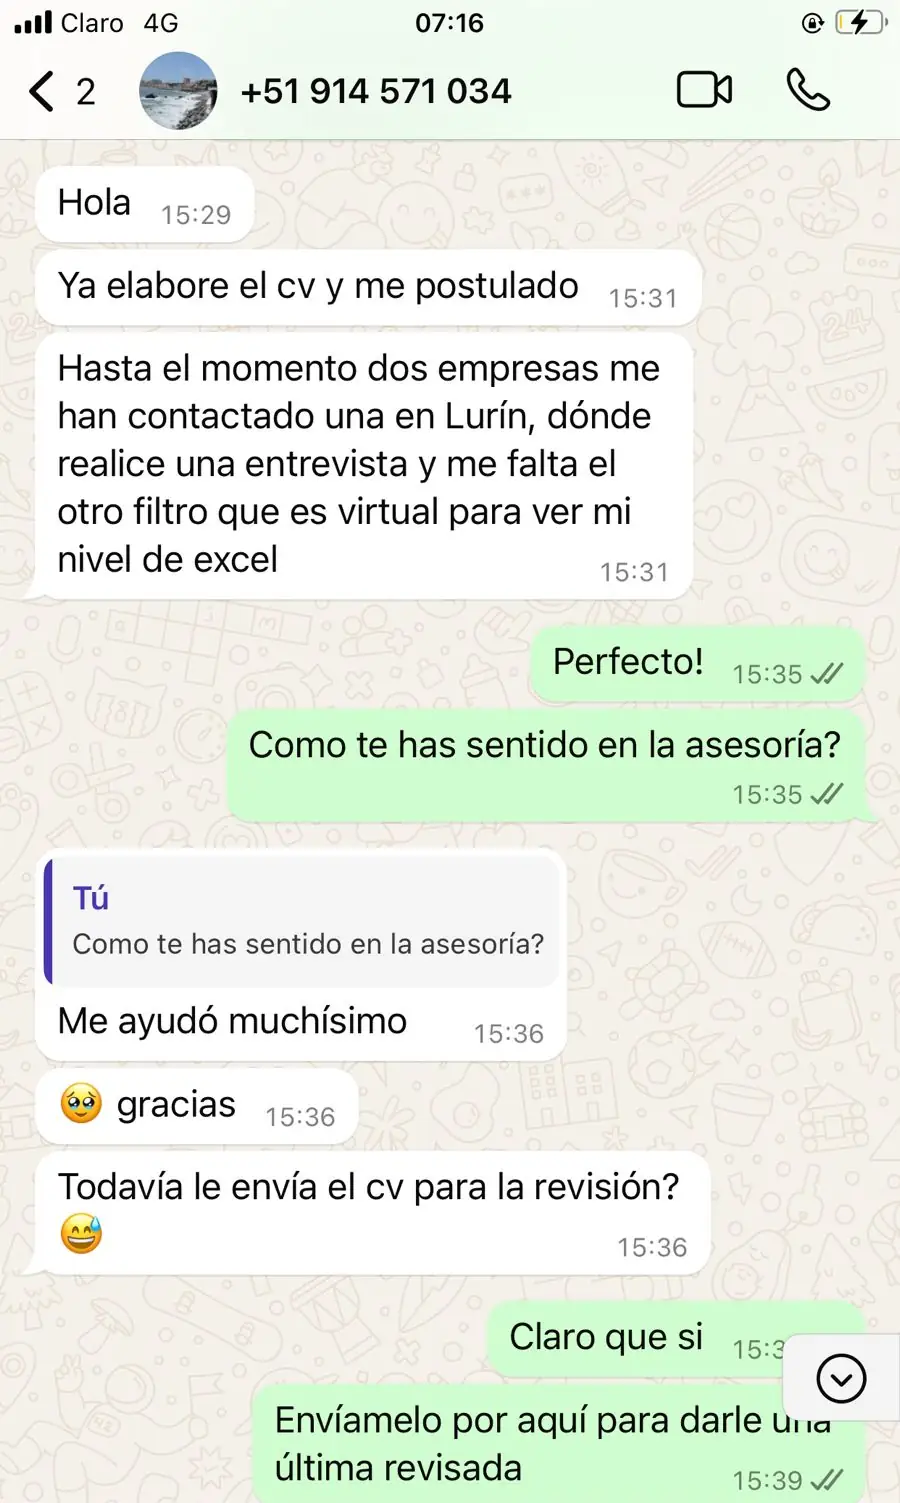 Claro 4G 07:16
2 +51 914 571 034
Hola 15:29
Ya elabore el cv y me postulado 15:31
Hasta el momento dos empresas me
han contactado una en Lurín, dónde
realice una entrevista y me falta el
otro filtro que es virtual para ver mi
nivel de excel 15:31
Perfecto! 15:35
Como te has sentido en la asesoría?
15:35
Tú
Como te has sentido en la asesoría?
Me ayudó muchísimo 15:36
🥹 gracias 15:36
Todavía le envía el cv para la revisión?
😅 15:36
Claro que si
Envíamelo por aquí para darle una
última revisada 15:39